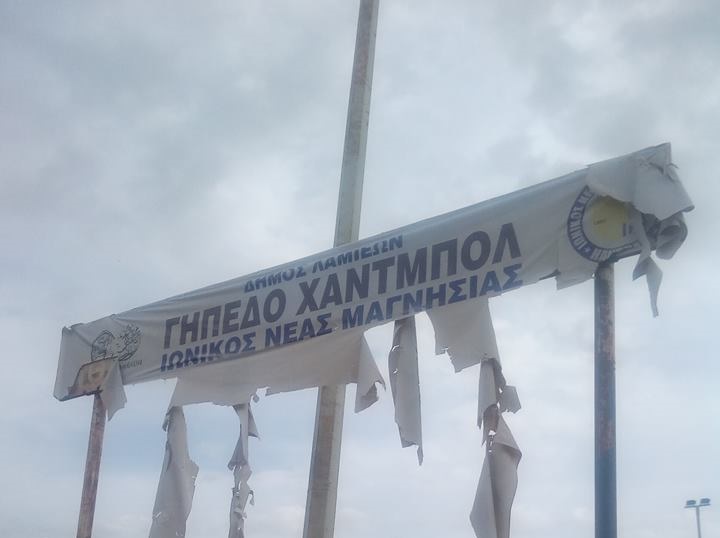 ΔΗΜΟΣ ΛΑΜΙΕΩΝ
ΓΗΠΕΔΟ ΧΑΝΤΜΠΟΛ
ΙΩΝΙΚΟΣ ΝΕΑΣ ΜΑΓΝΗΣΙΑΣ